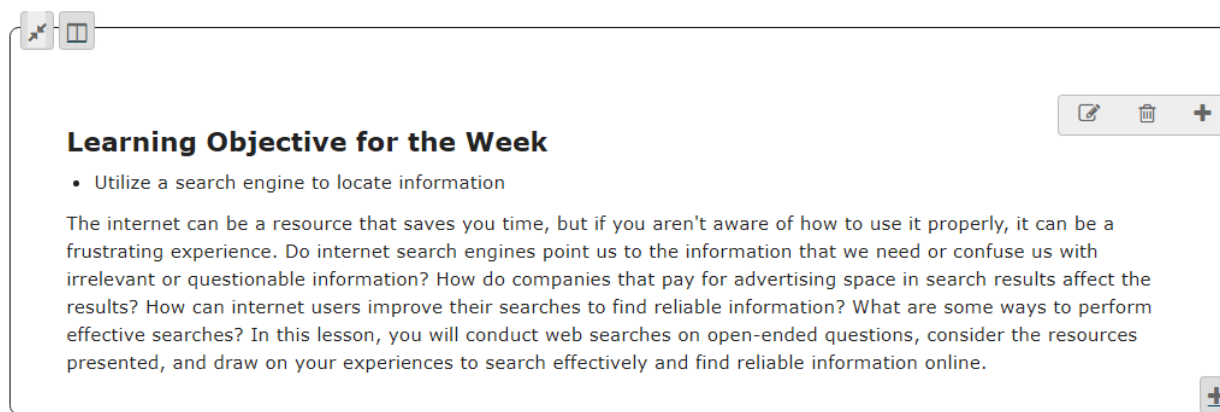 Learning Objective for the Week
• Utilize a search engine to locate information
The internet can be a resource that saves you time, but if you aren't aware of how to use it properly, it can be a
frustrating experience. Do internet search engines point us to the information that we need or confuse us with
irrelevant or questionable information? How do companies that pay for advertising space in search results affect the
results? How can internet users improve their searches to find reliable information? What are some ways to perform
effective searches? In this lesson, you will conduct web searches on open-ended questions, consider the resources
presented, and draw on your experiences to search effectively and find reliable information online.